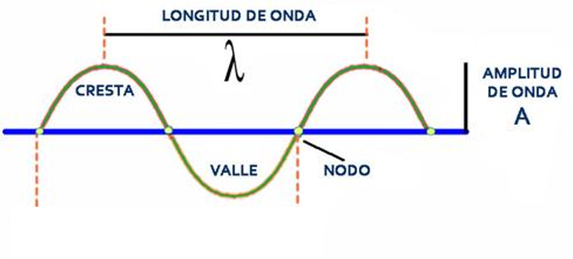 LONGITUD DE ONDA
λ
CRESTA
AMPLITUD
DE ONDA
A
VALLE
NODO